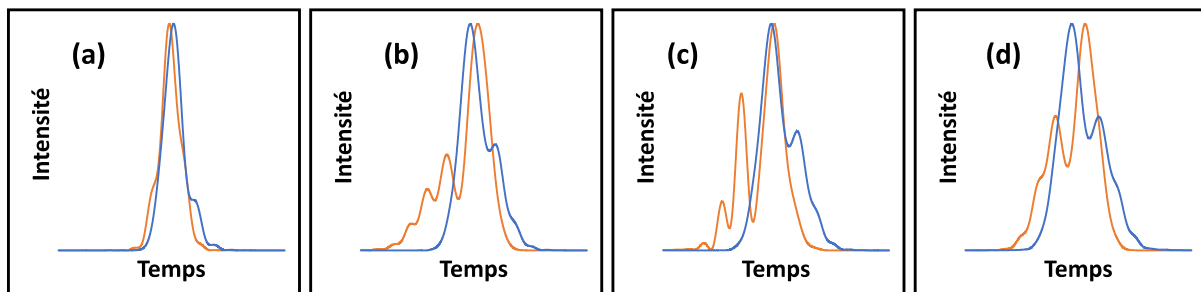 (a)
Intensité
Temps
(b)
Intensité
Temps
(c)
Intensité
Temps
(d)
Intensité
Temps